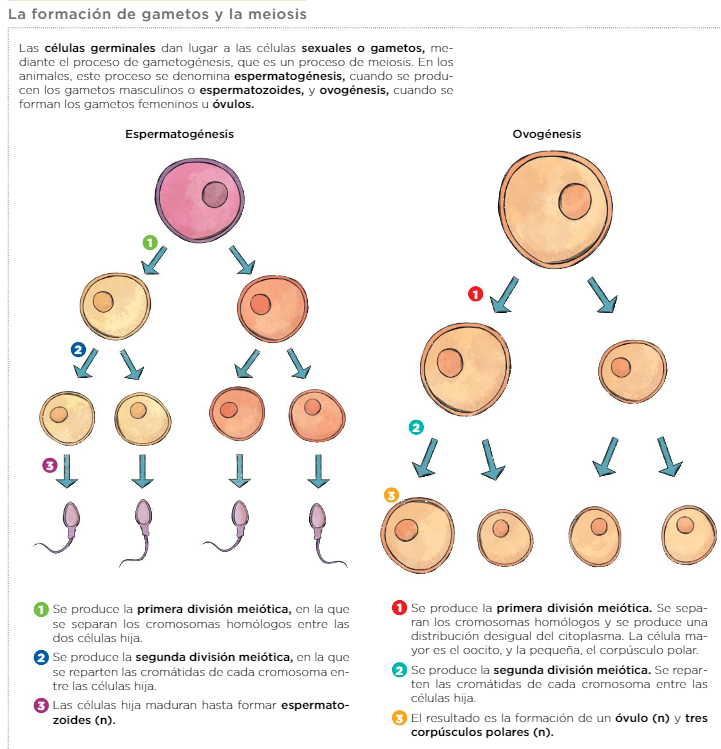 La formación de gametos y la meiosis
Las células germinales dan lugar a las células sexuales o gametos, me-
diante el proceso de gametogénesis, que es un proceso de meiosis. En los
animales, este proceso se denomina espermatogénesis, cuando se produ-
cen los gametos masculinos o espermatozoides, y ovogénesis, cuando se
forman los gametos femeninos u óvulos.
Espermatogénesis
1
2
3
Ovogénesis
1
2
3
1 Se produce la primera división meiótica, en la que
se separan los cromosomas homólogos entre las
dos células hija.
2 Se produce la segunda división meiótica, en la que
se reparten las cromátidas de cada cromosoma en-
tre las células hija.
3 Las células hija maduran hasta formar espermato-
zoides (n).
1 Se produce la primera división meiótica. Se sepa-
ran los cromosomas homólogos y se produce una
distribución desigual del citoplasma. La célula ma-
yor es el oocito, y la pequeña, el corpúsculo polar.
2 Se produce la segunda división meiótica. Se repar-
ten las cromátidas de cada cromosoma entre las
células hija.
3 El resultado es la formación de un óvulo (n) y tres
corpúsculos polares (n).